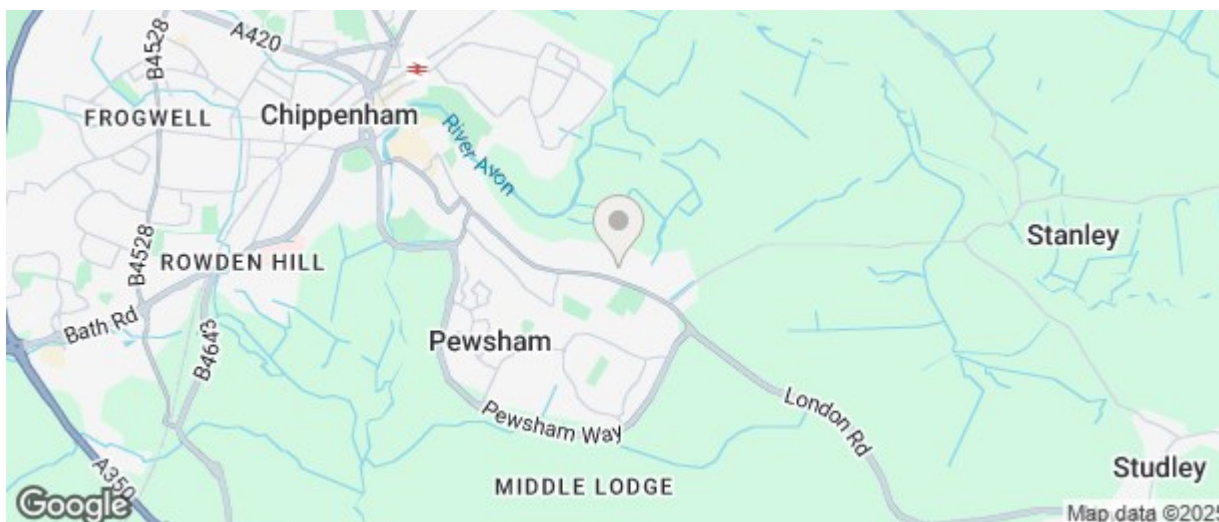 A420
B4528
FROGWELL
Chippenham
River Avon
Stanley
B4528
ROWDEN HILL
Bath Rd
B4643
Pewsham
London Rd
Pewsham Way
A350
MIDDLE LODGE
Studley
Google
Map data ©2025